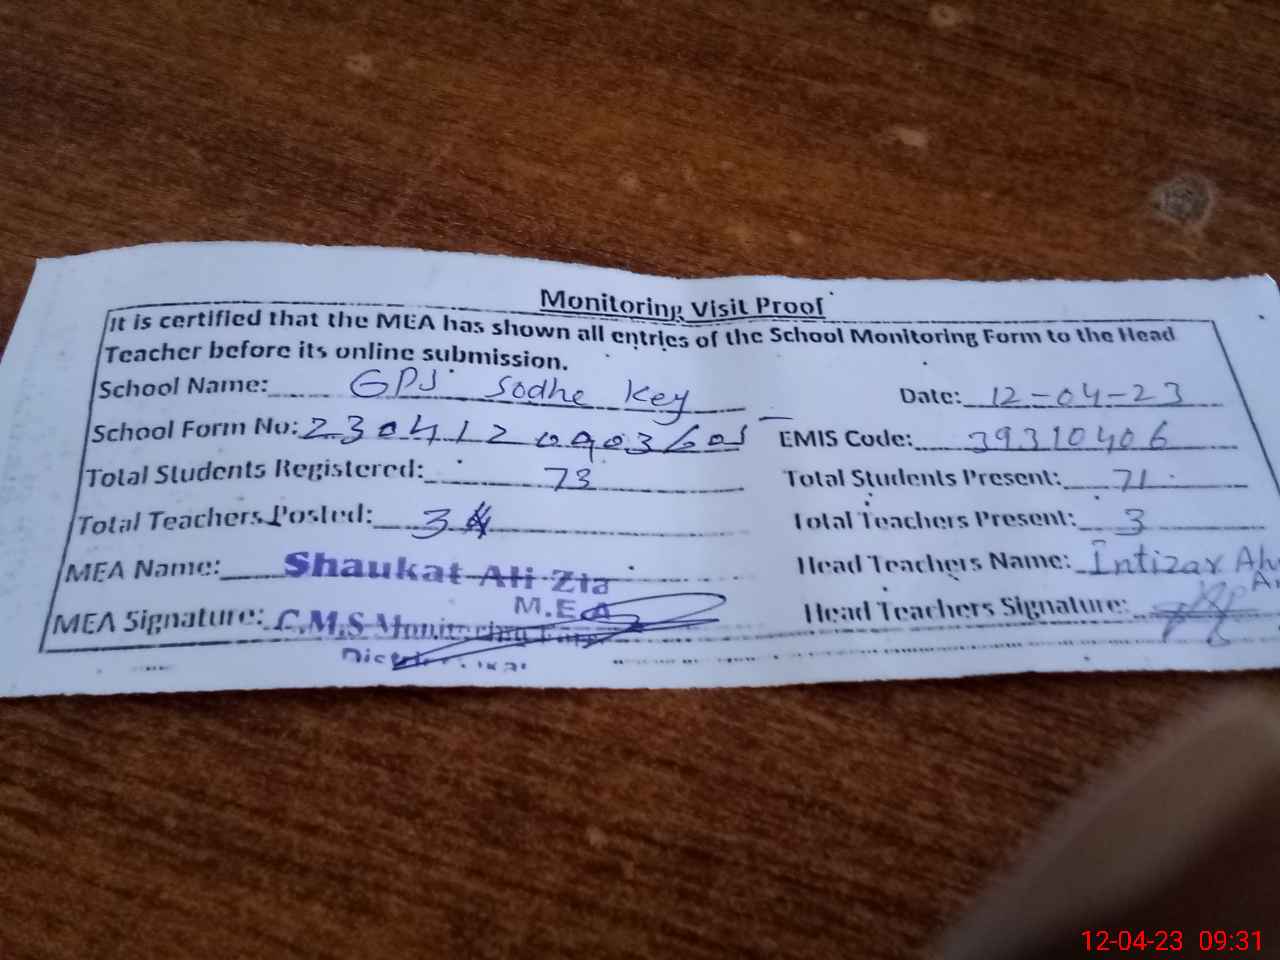 Monitoring Visit Proof
It is certified that the MEA has shown all entries of the School Monitoring Form to the Head
Teacher before its online submission.
School Name: GPS Sodhe Key Date: 12-04-23
School Form No: EMIS Code: 39310406
Total Students Registered: 73 Total Students Present: 71
Total Teachers Posted: 3 Total Teachers Present: 3
MEA Name: Shaukat Ali Zia Head Teachers Name: Intizar
M.E.A
MEA Signature: C.M.S Monitoring Head Teachers Signature:
12-04-23 09:31